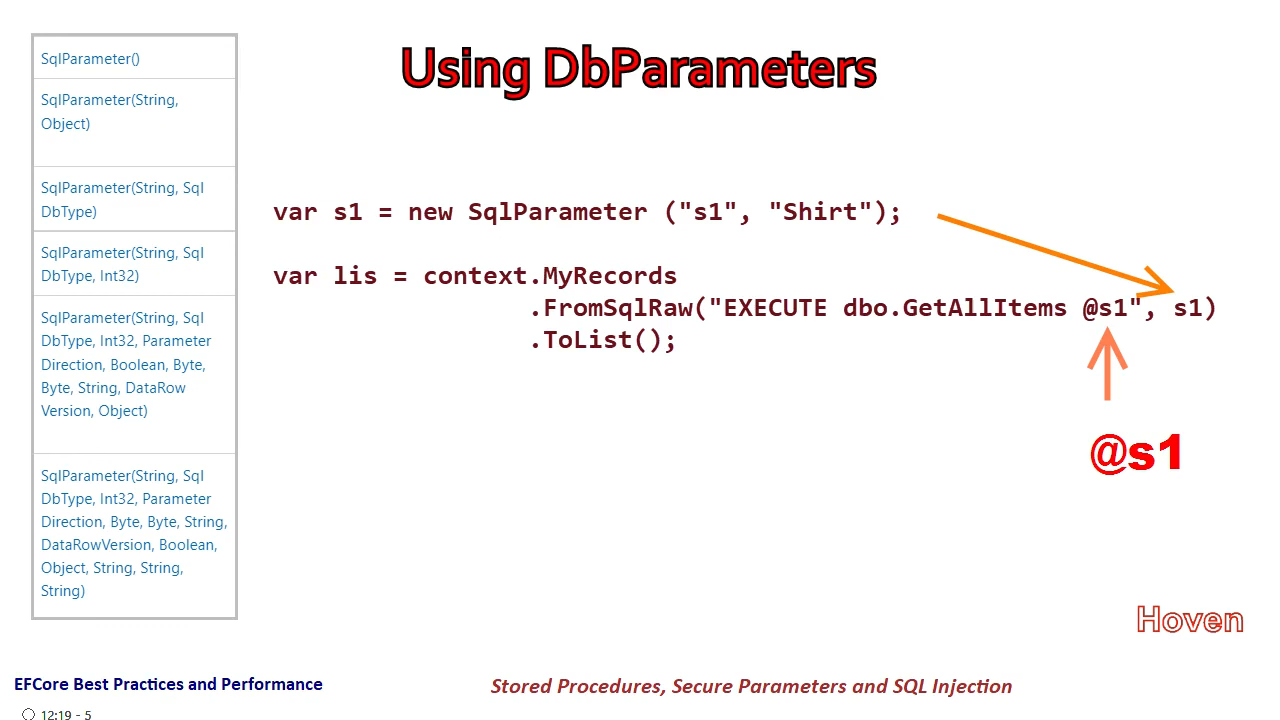 Using DbParameters
SqlParameter()
SqlParameter(String,
Object)
SqlParameter(String, Sql
DbType)
SqlParameter(String, Sql
DbType, Int32)
SqlParameter(String, Sql
DbType, Int32, Parameter
Direction, Boolean, Byte,
Byte, String, DataRow
Version, Object)
SqlParameter(String, Sql
DbType, Int32, Parameter
Direction, Byte, Byte, String,
DataRowVersion, Boolean,
Object, String, String,
String)
var s1 = new SqlParameter ("s1", "Shirt");
var lis = context.MyRecords
.FromSqlRaw("EXECUTE dbo.GetAllItems @s1", s1)
.ToList();
@s1
Hoven
EFCore Best Practices and Performance
Stored Procedures, Secure Parameters and SQL Injection
12:19 - 5